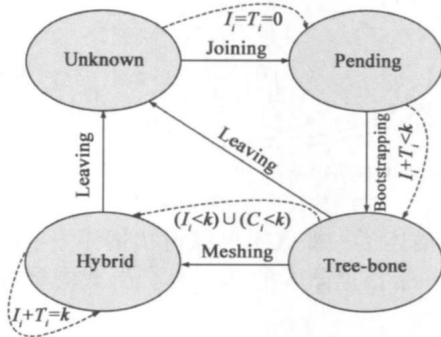 I_i=T_i=0
Unknown
Joining
Pending
Leaving
Leaving
Bootstrapping
I_i+T_i<k
(I_i<k)∪(C_i<k)
Hybrid
Meshing
Tree-bone
I_i+T_i=k